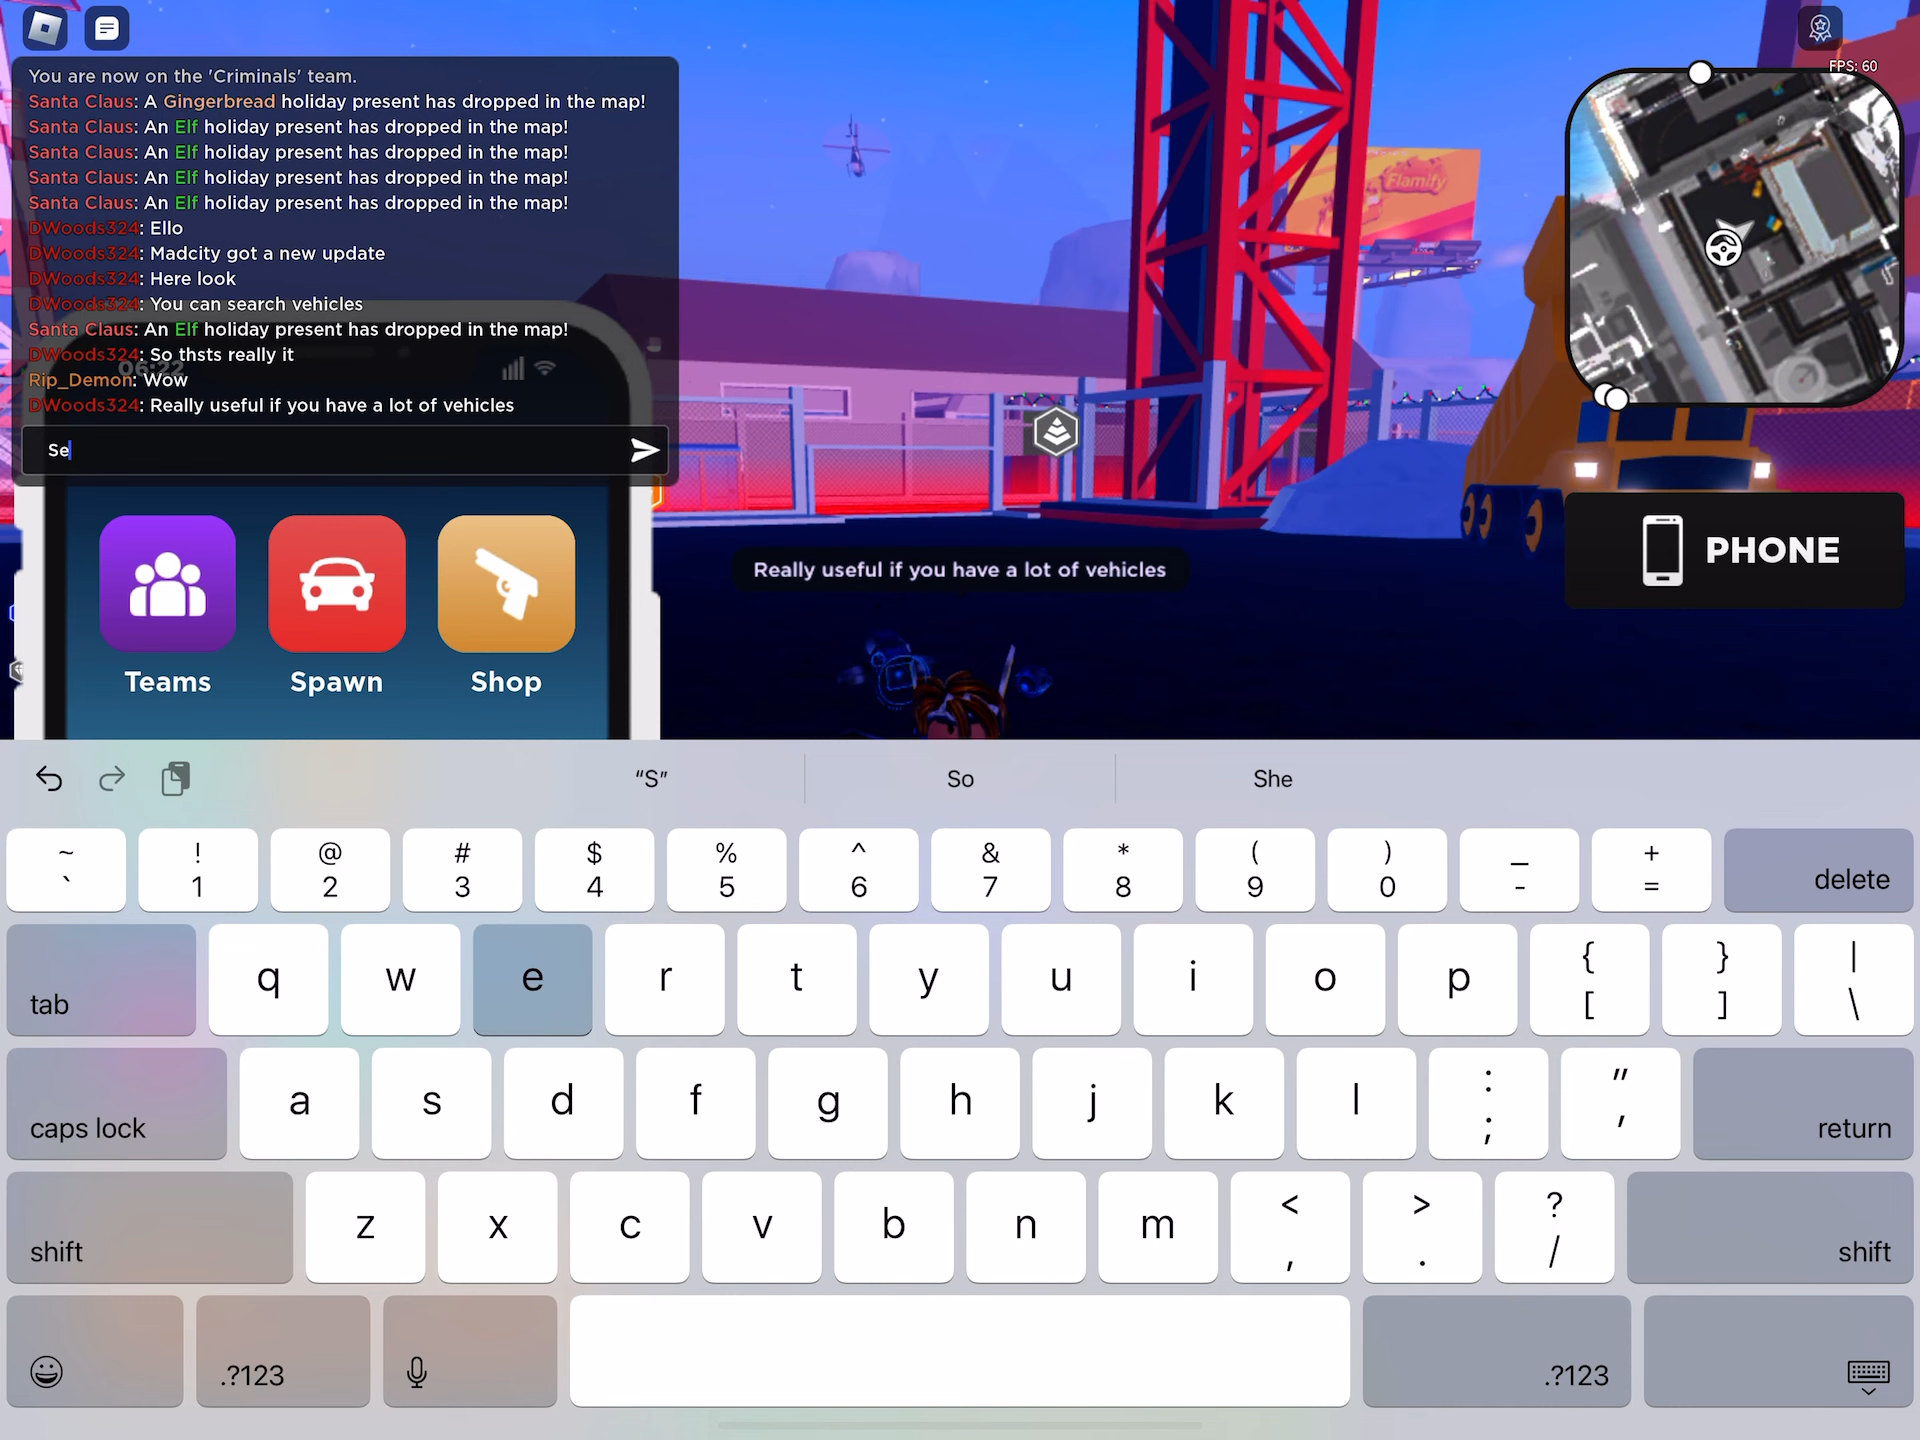 FPS: 60
You are now on the 'Criminals' team.
Santa Claus: A Gingerbread holiday present has dropped in the map!
Santa Claus: An Elf holiday present has dropped in the map!
Santa Claus: An Elf holiday present has dropped in the map!
Santa Claus: An Elf holiday present has dropped in the map!
Santa Claus: An Elf holiday present has dropped in the map!
DWoods324: Ello
DWoods324: Madcity got a new update
DWoods324: Here look
DWoods324: You can search vehicles
Santa Claus: An Elf holiday present has dropped in the map!
DWoods324: So thsts really it
06:22
Rip_Demon: Wow
DWoods324: Really useful if you have a lot of vehicles
Se
Flamify
PHONE
Really useful if you have a lot of vehicles
Teams Spawn Shop
“S” So She
~ ! @ # $ % ^ & * ( ) _ +
` 1 2 3 4 5 6 7 8 9 0 - = delete
tab q w e r t y u i o p { } |
[ ] \
caps lock a s d f g h j k l : " return
; '
shift z x c v b n m < > ? shift
, . /
.?123 .?123